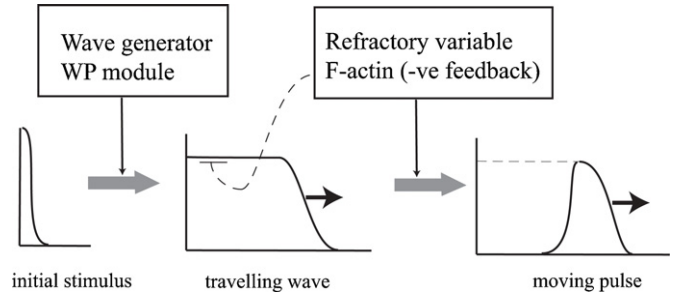 Wave generator
WP module
Refractory variable
F-actin (-ve feedback)
initial stimulus
travelling wave
moving pulse